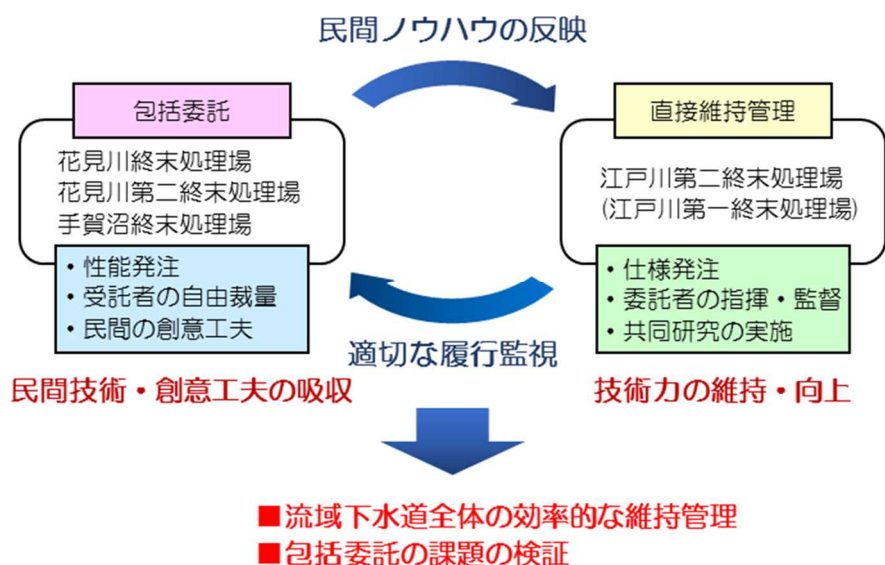 民間ノウハウの反映
包括委託
花見川終末処理場
花見川第二終末処理場
手賀沼終末処理場
・性能発注
・受託者の自由裁量
・民間の創意工夫
民間技術・創意工夫の吸収
直接維持管理
江戸川第二終末処理場
(江戸川第一終末処理場)
・仕様発注
・委託者の指揮・監督
・共同研究の実施
技術力の維持・向上
適切な履行監視
■流域下水道全体の効率的な維持管理
■包括委託の課題の検証